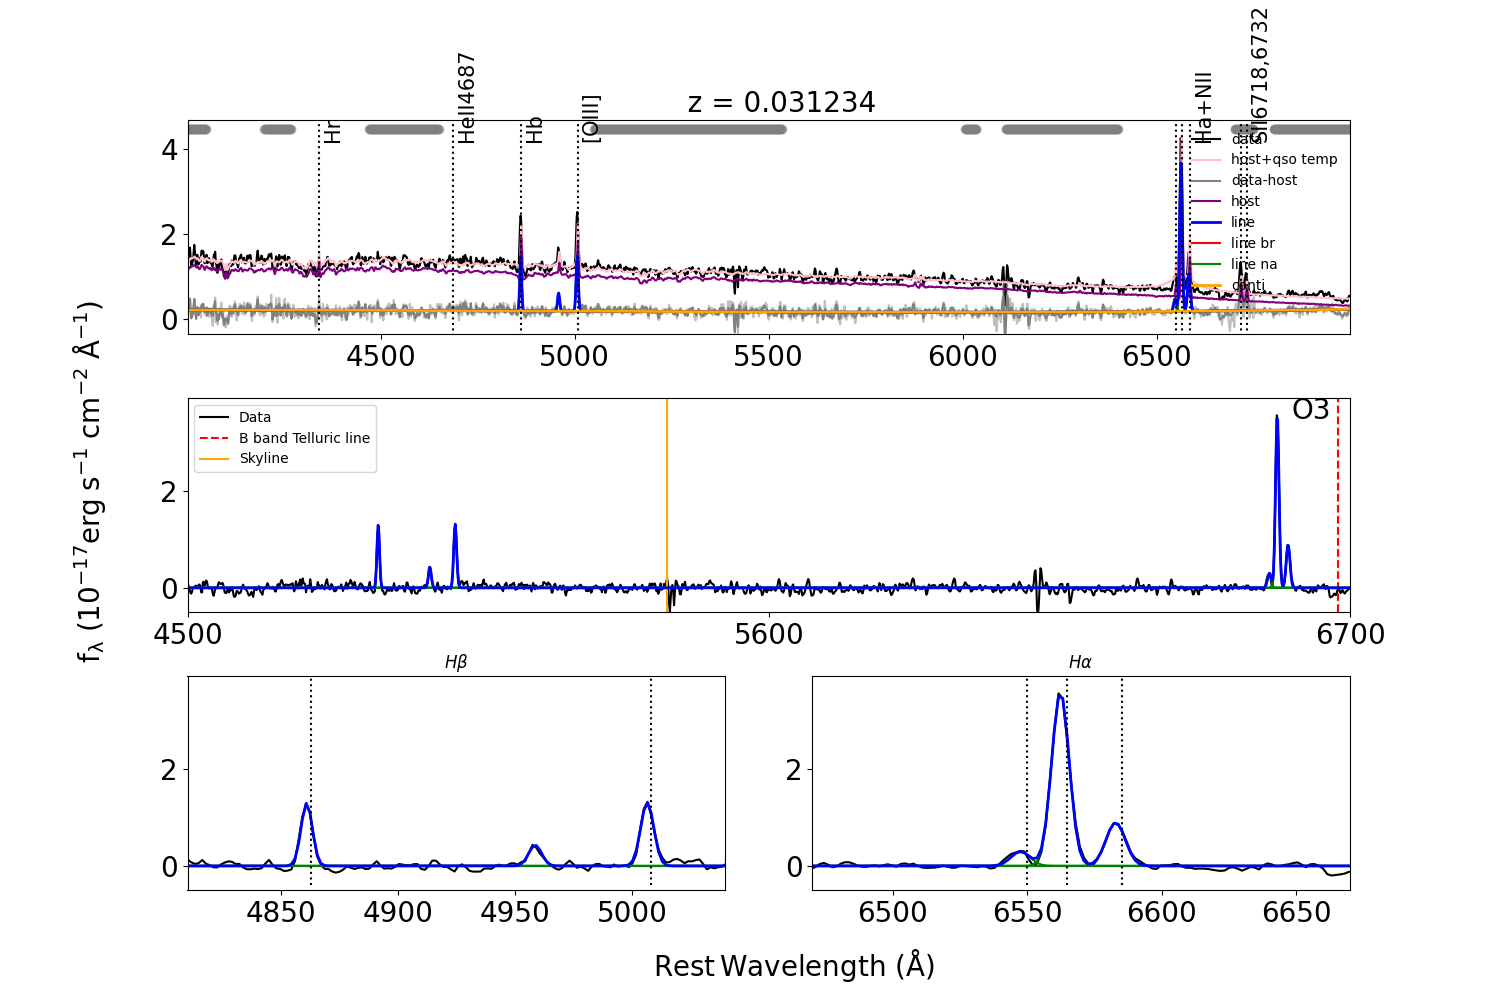 z = 0.031234
Hr
HeII4687
Hb
[OIII]
Ha+NII
SII6718,6732
data
host+qso temp
data-host
host
line
line br
line na
conti
4
2
0
4500
5000
5500
6000
6500
fλ (10⁻¹⁷erg s⁻¹ cm⁻² Å⁻¹)
Data
B band Telluric line
Skyline
O3
2
0
4500
5600
6700
Hβ
2
0
4850
4900
4950
5000
Hα
2
0
6500
6550
6600
6650
Rest Wavelength (Å)